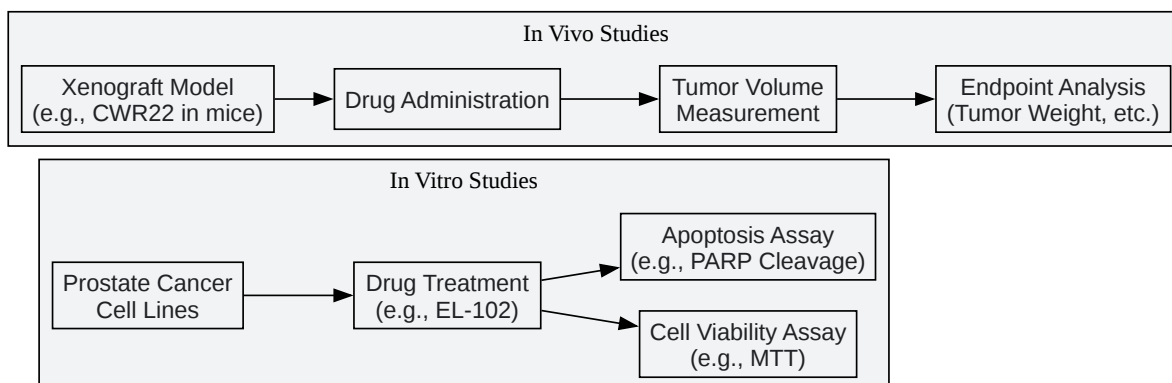 In Vivo Studies
Xenograft Model
(e.g., CWR22 in mice)
Drug Administration
Tumor Volume
Measurement
Endpoint Analysis
(Tumor Weight, etc.)
In Vitro Studies
Prostate Cancer
Cell Lines
Drug Treatment
(e.g., EL-102)
Apoptosis Assay
(e.g., PARP Cleavage)
Cell Viability Assay
(e.g., MTT)